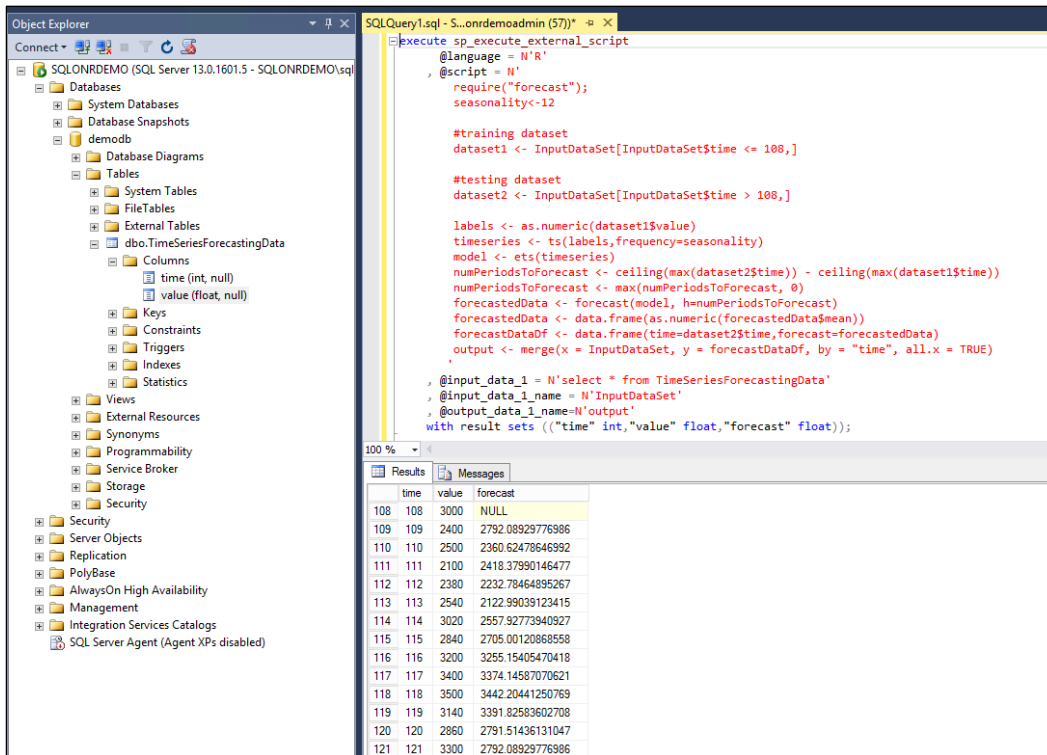 Object Explorer
Connect
SQLONRDEMO (SQL Server 13.0.1601.5 - SQLONRDEMO\sql
Databases
System Databases
Database Snapshots
demodb
Database Diagrams
Tables
System Tables
FileTables
External Tables
dbo.TimeSeriesForecastingData
Columns
time (int, null)
value (float, null)
Keys
Constraints
Triggers
Indexes
Statistics
Views
External Resources
Synonyms
Programmability
Service Broker
Storage
Security
Security
Server Objects
Replication
PolyBase
AlwaysOn High Availability
Management
Integration Services Catalogs
SQL Server Agent (Agent XPs disabled)
SQLQuery1.sql - S...onrdemoadmin (57))*
execute sp_execute_external_script
@language = N'R'
, @script = N'
require("forecast");
seasonality<-12
#training dataset
dataset1 <- InputDataSet[InputDataSet$time <= 108,]
#testing dataset
dataset2 <- InputDataSet[InputDataSet$time > 108,]
labels <- as.numeric(dataset1$value)
timeseries <- ts(labels,frequency=seasonality)
model <- ets(timeseries)
numPeriodsToForecast <- ceiling(max(dataset2$time)) - ceiling(max(dataset1$time))
numPeriodsToForecast <- max(numPeriodsToForecast, 0)
forecastedData <- forecast(model, h=numPeriodsToForecast)
forecastedData <- data.frame(as.numeric(forecastedData$mean))
forecastDataDf <- data.frame(time=dataset2$time,forecast=forecastedData)
output <- merge(x = InputDataSet, y = forecastDataDf, by = "time", all.x = TRUE)
'
, @input_data_1 = N'select * from TimeSeriesForecastingData'
, @input_data_1_name = N'InputDataSet'
, @output_data_1_name=N'output'
with result sets (("time" int,"value" float,"forecast" float));
100 %
Results Messages
time value forecast
108 108 3000 NULL
109 109 2400 2792.08929776986
110 110 2500 2360.62478646992
111 111 2100 2418.37990146477
112 112 2380 2232.78464895267
113 113 2540 2122.99039123415
114 114 3020 2557.92773940927
115 115 2840 2705.00120868558
116 116 3200 3255.15405470418
117 117 3400 3374.14587070621
118 118 3500 3442.20441250769
119 119 3140 3391.82583602708
120 120 2860 2791.51436131047
121 121 3300 2792.08929776986